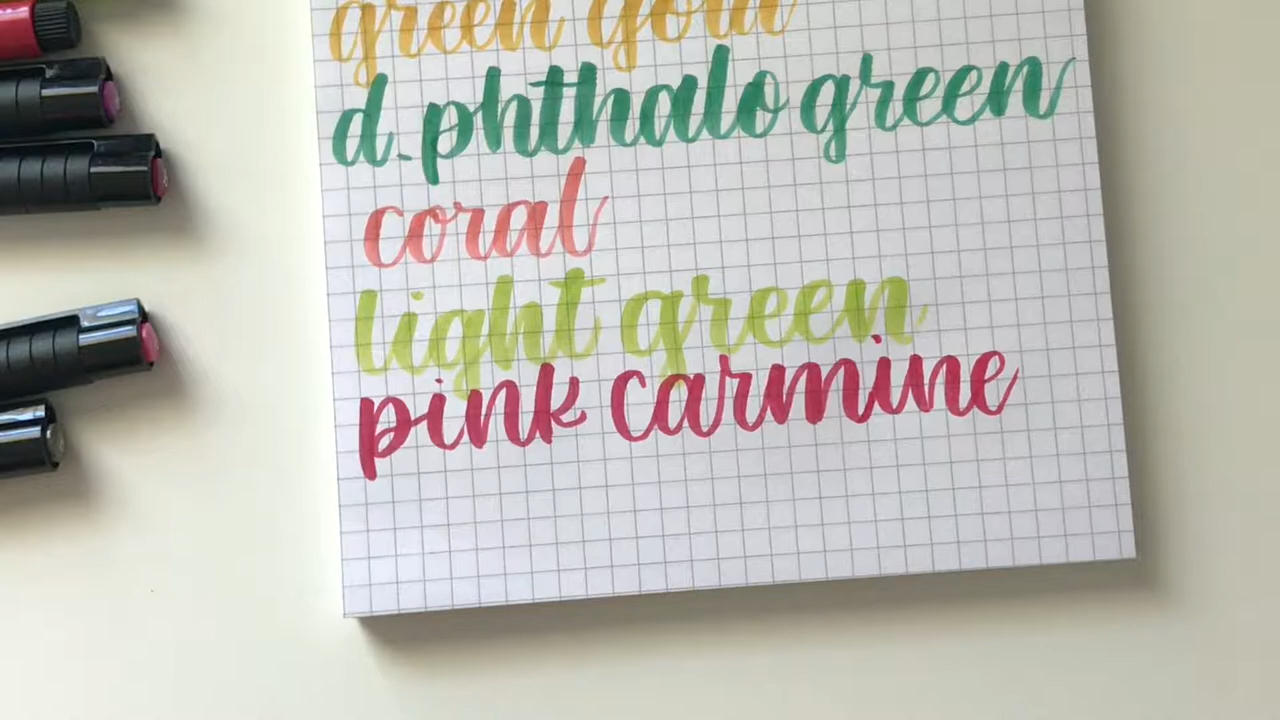 green gold
d. phthalo green
coral
light green
pink carmine